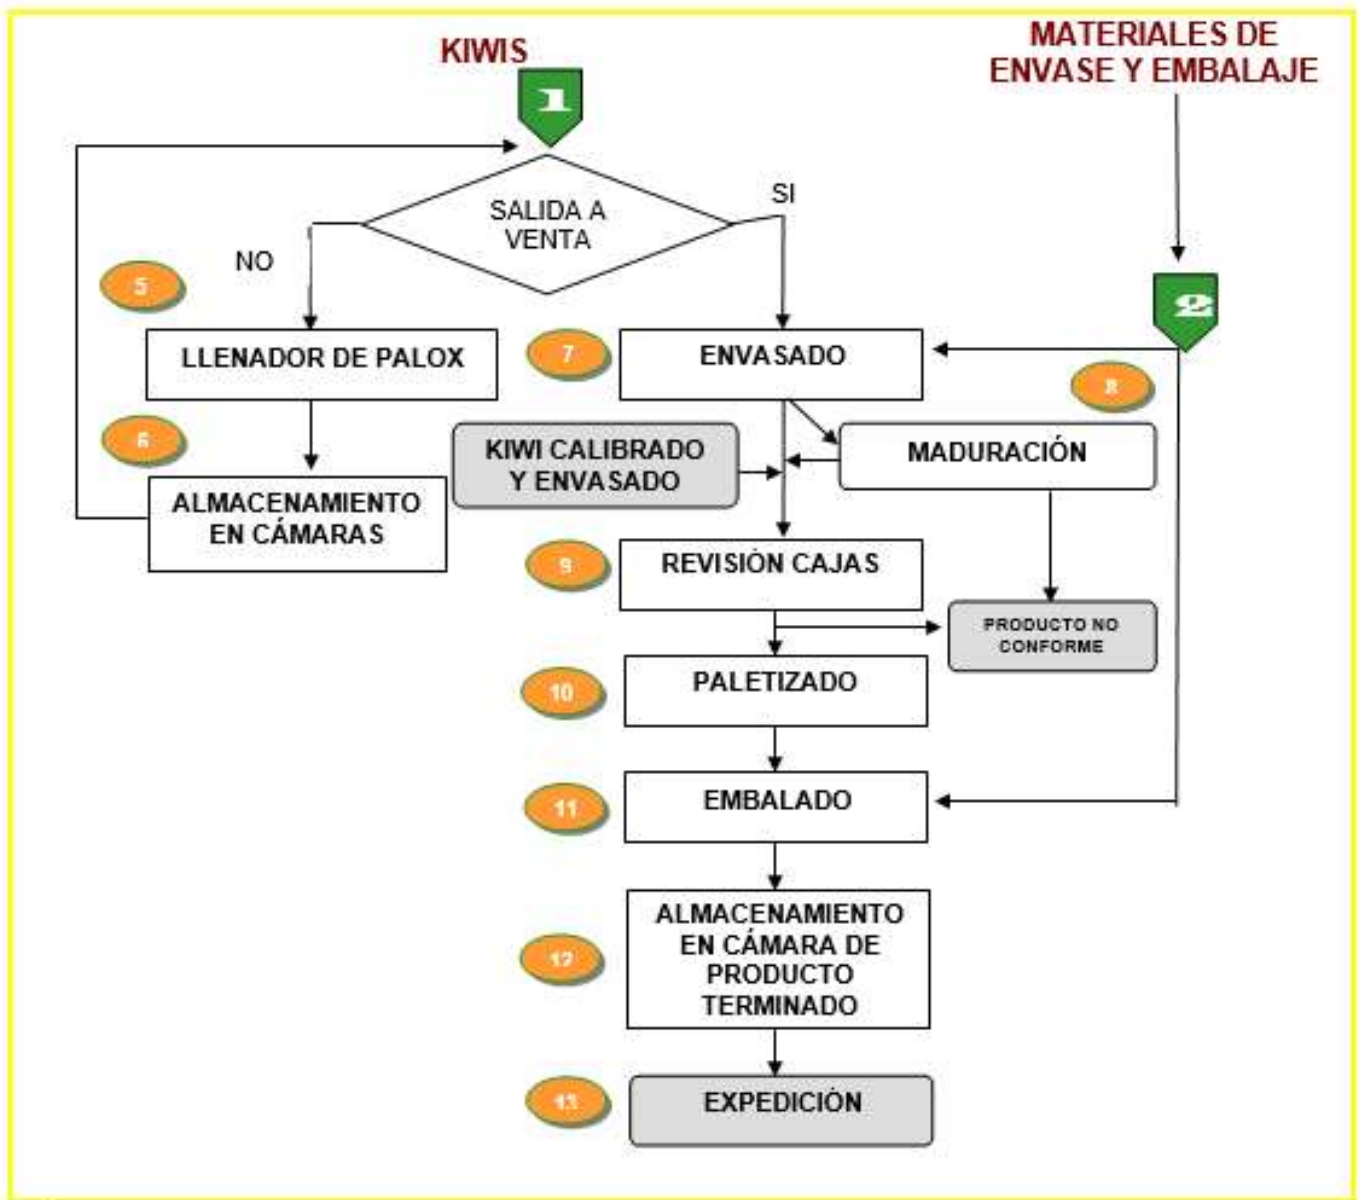 KIWIS
MATERIALES DE
ENVASE Y EMBALAJE
1
SALIDA A
VENTA
SI
NO
5
2
LLENADOR DE PALOX
7
ENVASADO
8
6
KIWI CALIBRADO
Y ENVASADO
MADURACIÓN
ALMACENAMIENTO
EN CÁMARAS
9
REVISIÓN CAJAS
PRODUCTO NO
CONFORME
10
PALETIZADO
11
EMBALADO
12
ALMACENAMIENTO
EN CÁMARA DE
PRODUCTO
TERMINADO
13
EXPEDICIÓN